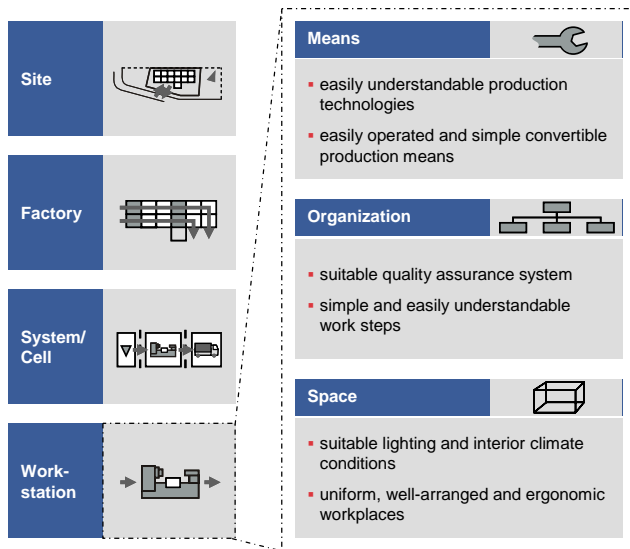 Site
Factory
System/
Cell
Work-
station
Means
▪ easily understandable production
technologies
▪ easily operated and simple convertible
production means
Organization
▪ suitable quality assurance system
▪ simple and easily understandable
work steps
Space
▪ suitable lighting and interior climate
conditions
▪ uniform, well-arranged and ergonomic
workplaces